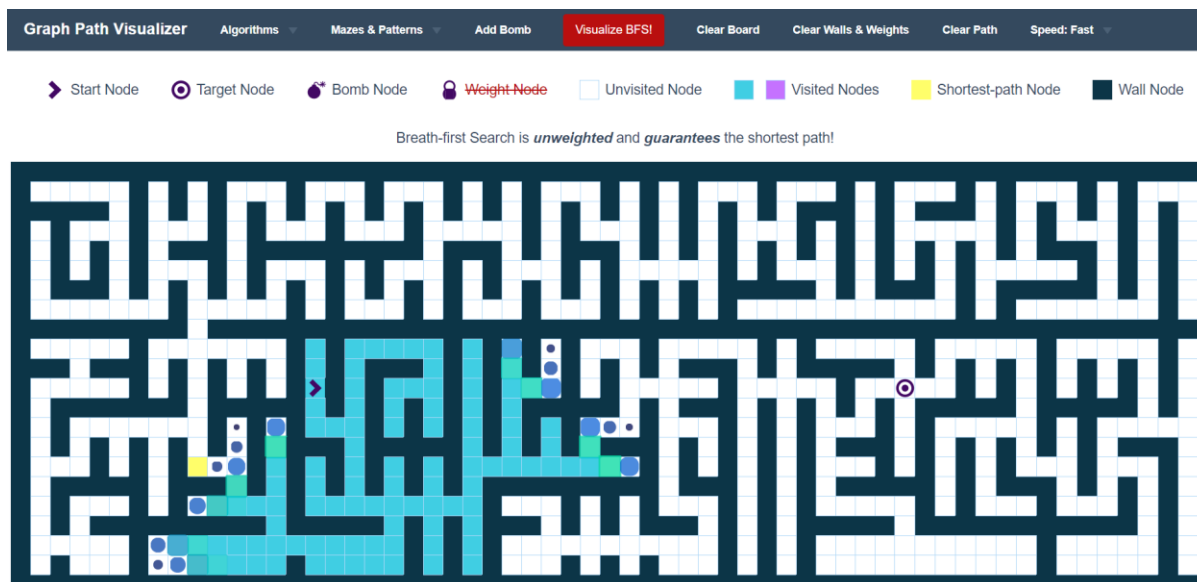 Graph Path Visualizer Algorithms Mazes & Patterns Add Bomb Visualize BFS! Clear Board Clear Walls & Weights Clear Path Speed: Fast
Start Node Target Node Bomb Node Weight Node Unvisited Node Visited Nodes Shortest-path Node Wall Node
Breath-first Search is unweighted and guarantees the shortest path!